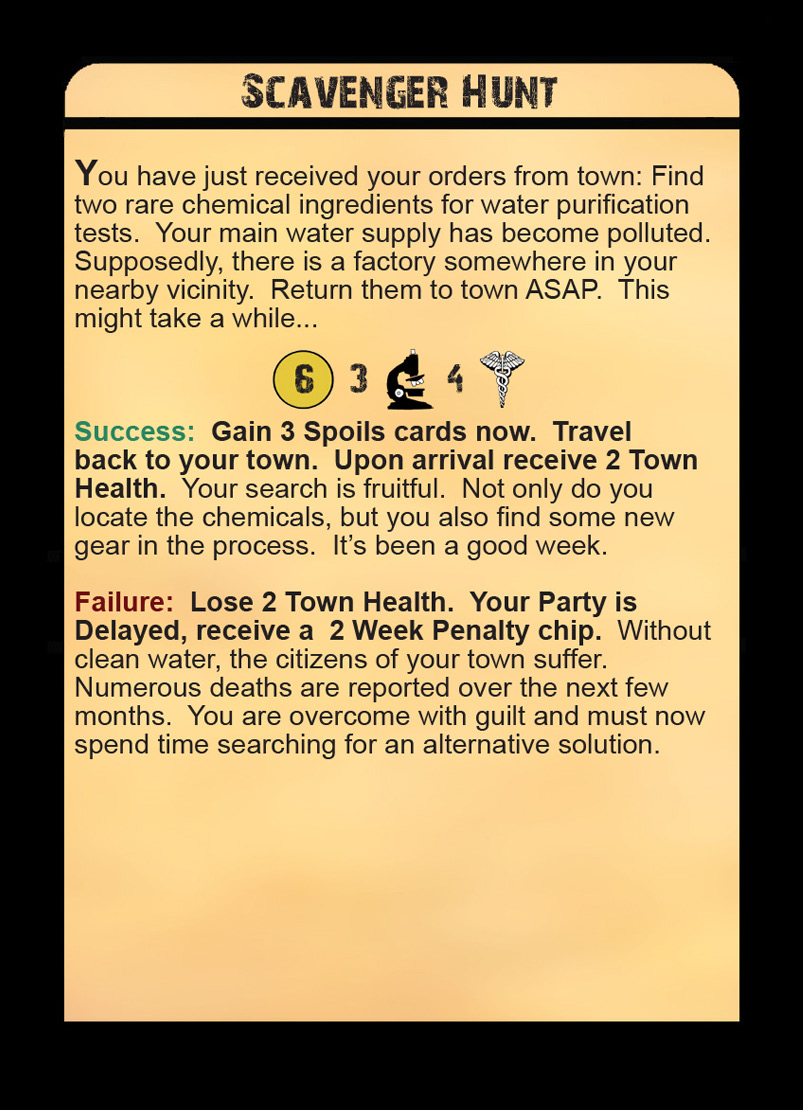 Scavenger Hunt
You have just received your orders from town: Find
two rare chemical ingredients for water purification
tests.  Your main water supply has become polluted.
Supposedly, there is a factory somewhere in your
nearby vicinity.  Return them to town ASAP.  This
might take a while...
6 3 4
Success:  Gain 3 Spoils cards now.  Travel
back to your town.  Upon arrival receive 2 Town
Health.  Your search is fruitful.  Not only do you
locate the chemicals, but you also find some new
gear in the process.  It’s been a good week.
Failure:  Lose 2 Town Health.  Your Party is
Delayed, receive a  2 Week Penalty chip.  Without
clean water, the citizens of your town suffer.
Numerous deaths are reported over the next few
months.  You are overcome with guilt and must now
spend time searching for an alternative solution.